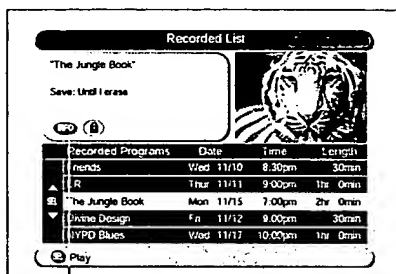 Recorded List
"The Jungle Book"
Save: Until I erase
INFO
Recorded Programs Date Time Length
Friends Wed 11/10 8:30pm 30min
E.R Thur 11/11 9:00pm 1hr 0min
The Jungle Book Mon 11/15 7:00pm 2hr 0min
Divine Design Fri 11/12 9:00pm 30min
NYPD Blues Wed 11/17 10:00pm 1hr 0min
Play